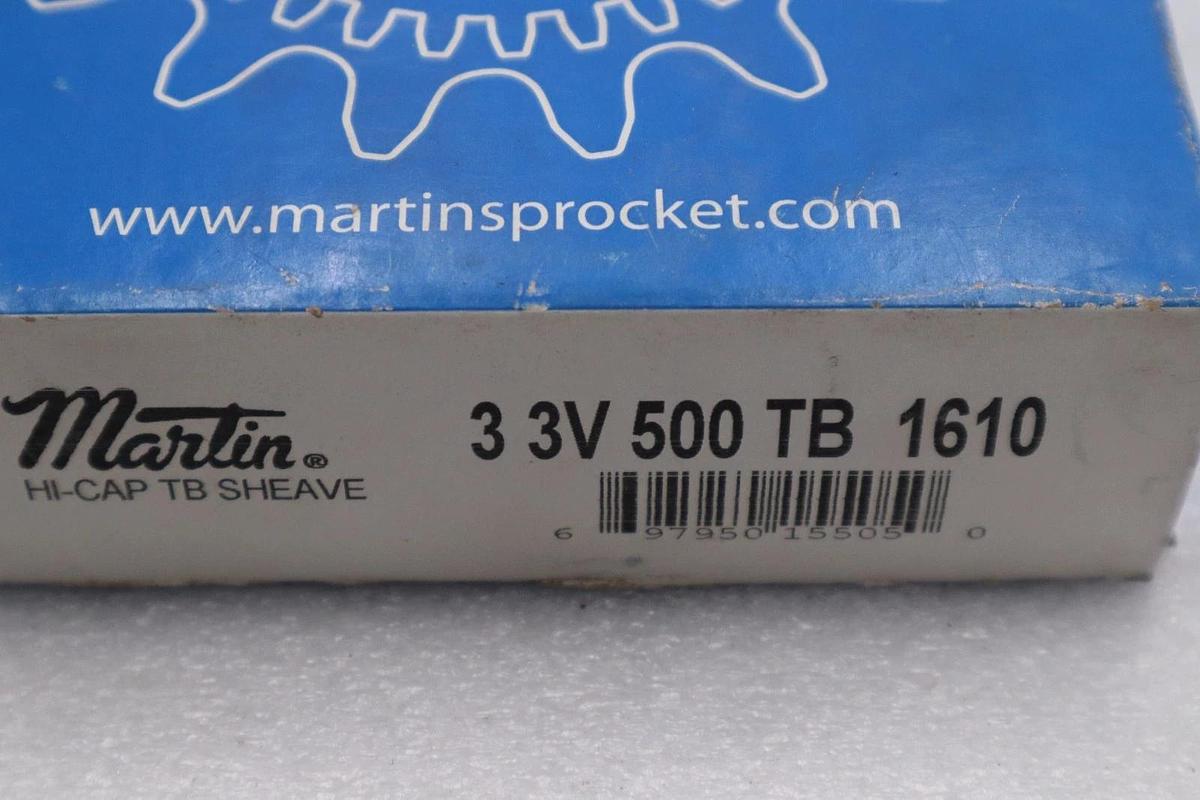 www.martinsprocket.com
Martin® 3 3V 500 TB 1610
HI-CAP TB SHEAVE
6 97950 15505 0